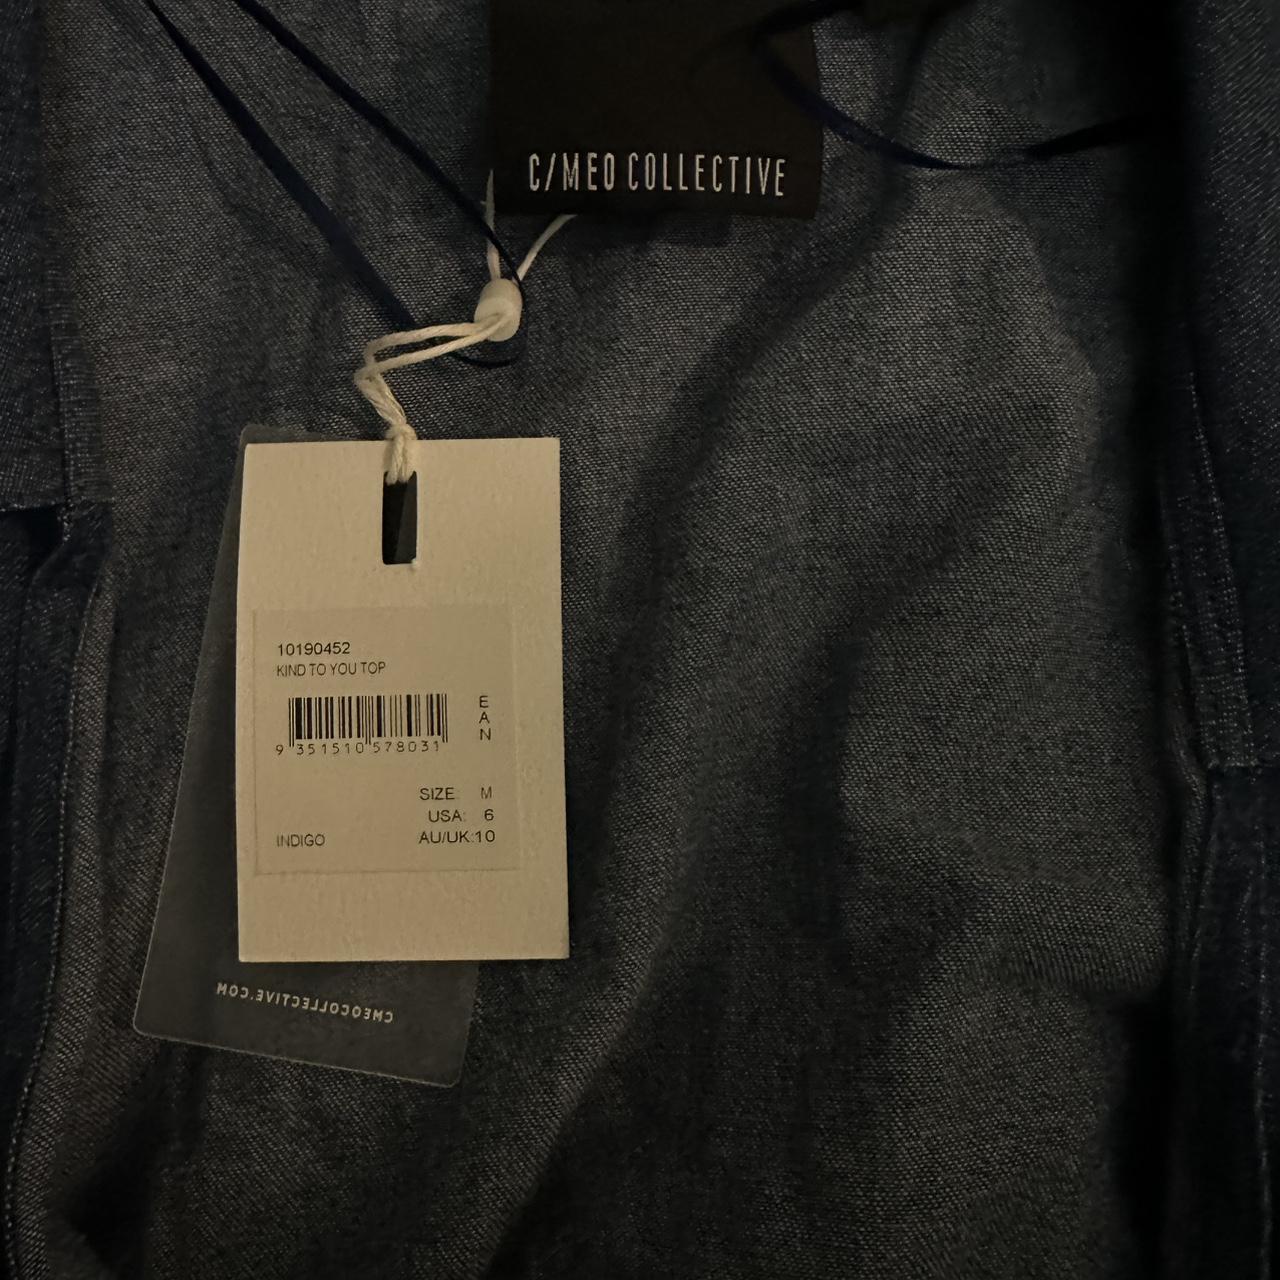 C/MEO COLLECTIVE
10190452
KIND TO YOU TOP
EAN
9 351510 578031
SIZE: M
USA: 6
INDIGO AU/UK:10
CMEOCOLLECTIVE.COM